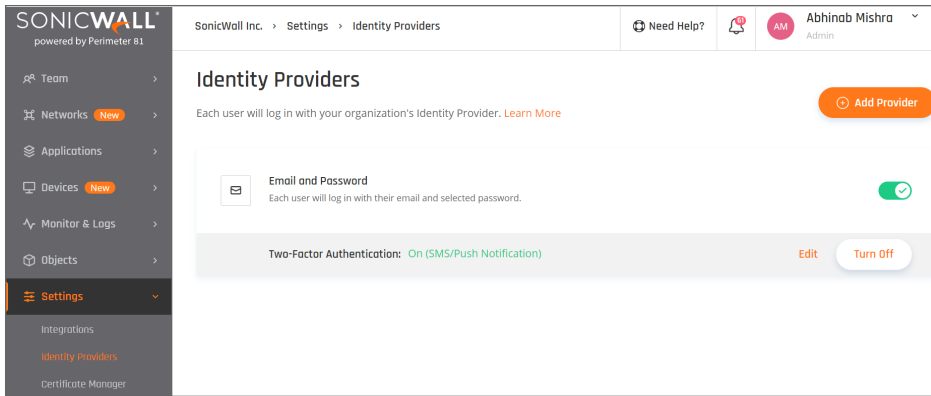 SONICWALL
powered by Perimeter 81
SonicWall Inc. › Settings › Identity Providers
Need Help?
61
AM
Abhinab Mishra
Admin
Team
Networks New
Applications
Devices New
Monitor & Logs
Objects
Settings
Integrations
Identity Providers
Certificate Manager
Identity Providers
Each user will log in with your organization's Identity Provider. Learn More
Add Provider
Email and Password
Each user will log in with their email and selected password.
Two-Factor Authentication: On (SMS/Push Notification)
Edit
Turn Off